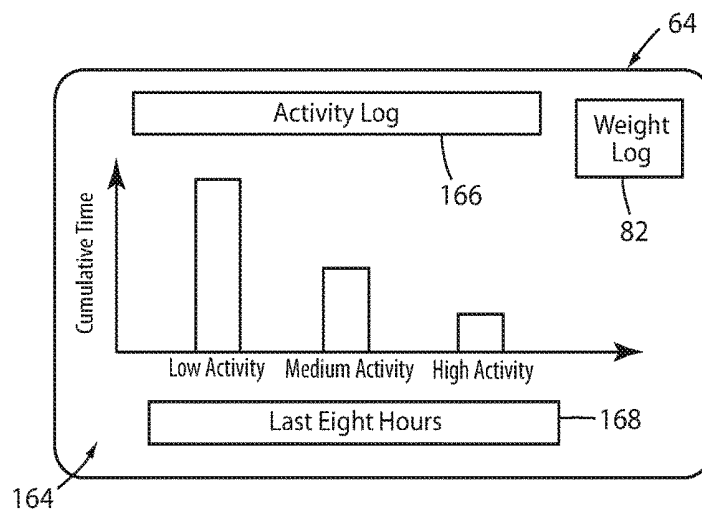 64
Activity Log
Weight
Log
166
82
Cumulative Time
Low Activity Medium Activity High Activity
Last Eight Hours
168
164